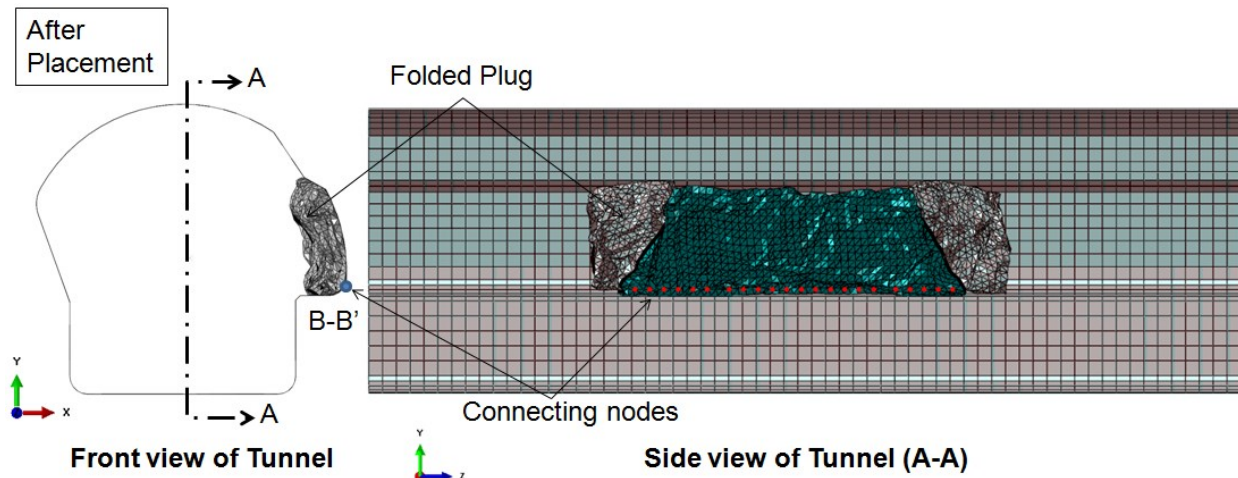 After
Placement
A
Folded Plug
B-B’
A
Connecting nodes
Y
X
Front view of Tunnel
Y
Z
Side view of Tunnel (A-A)